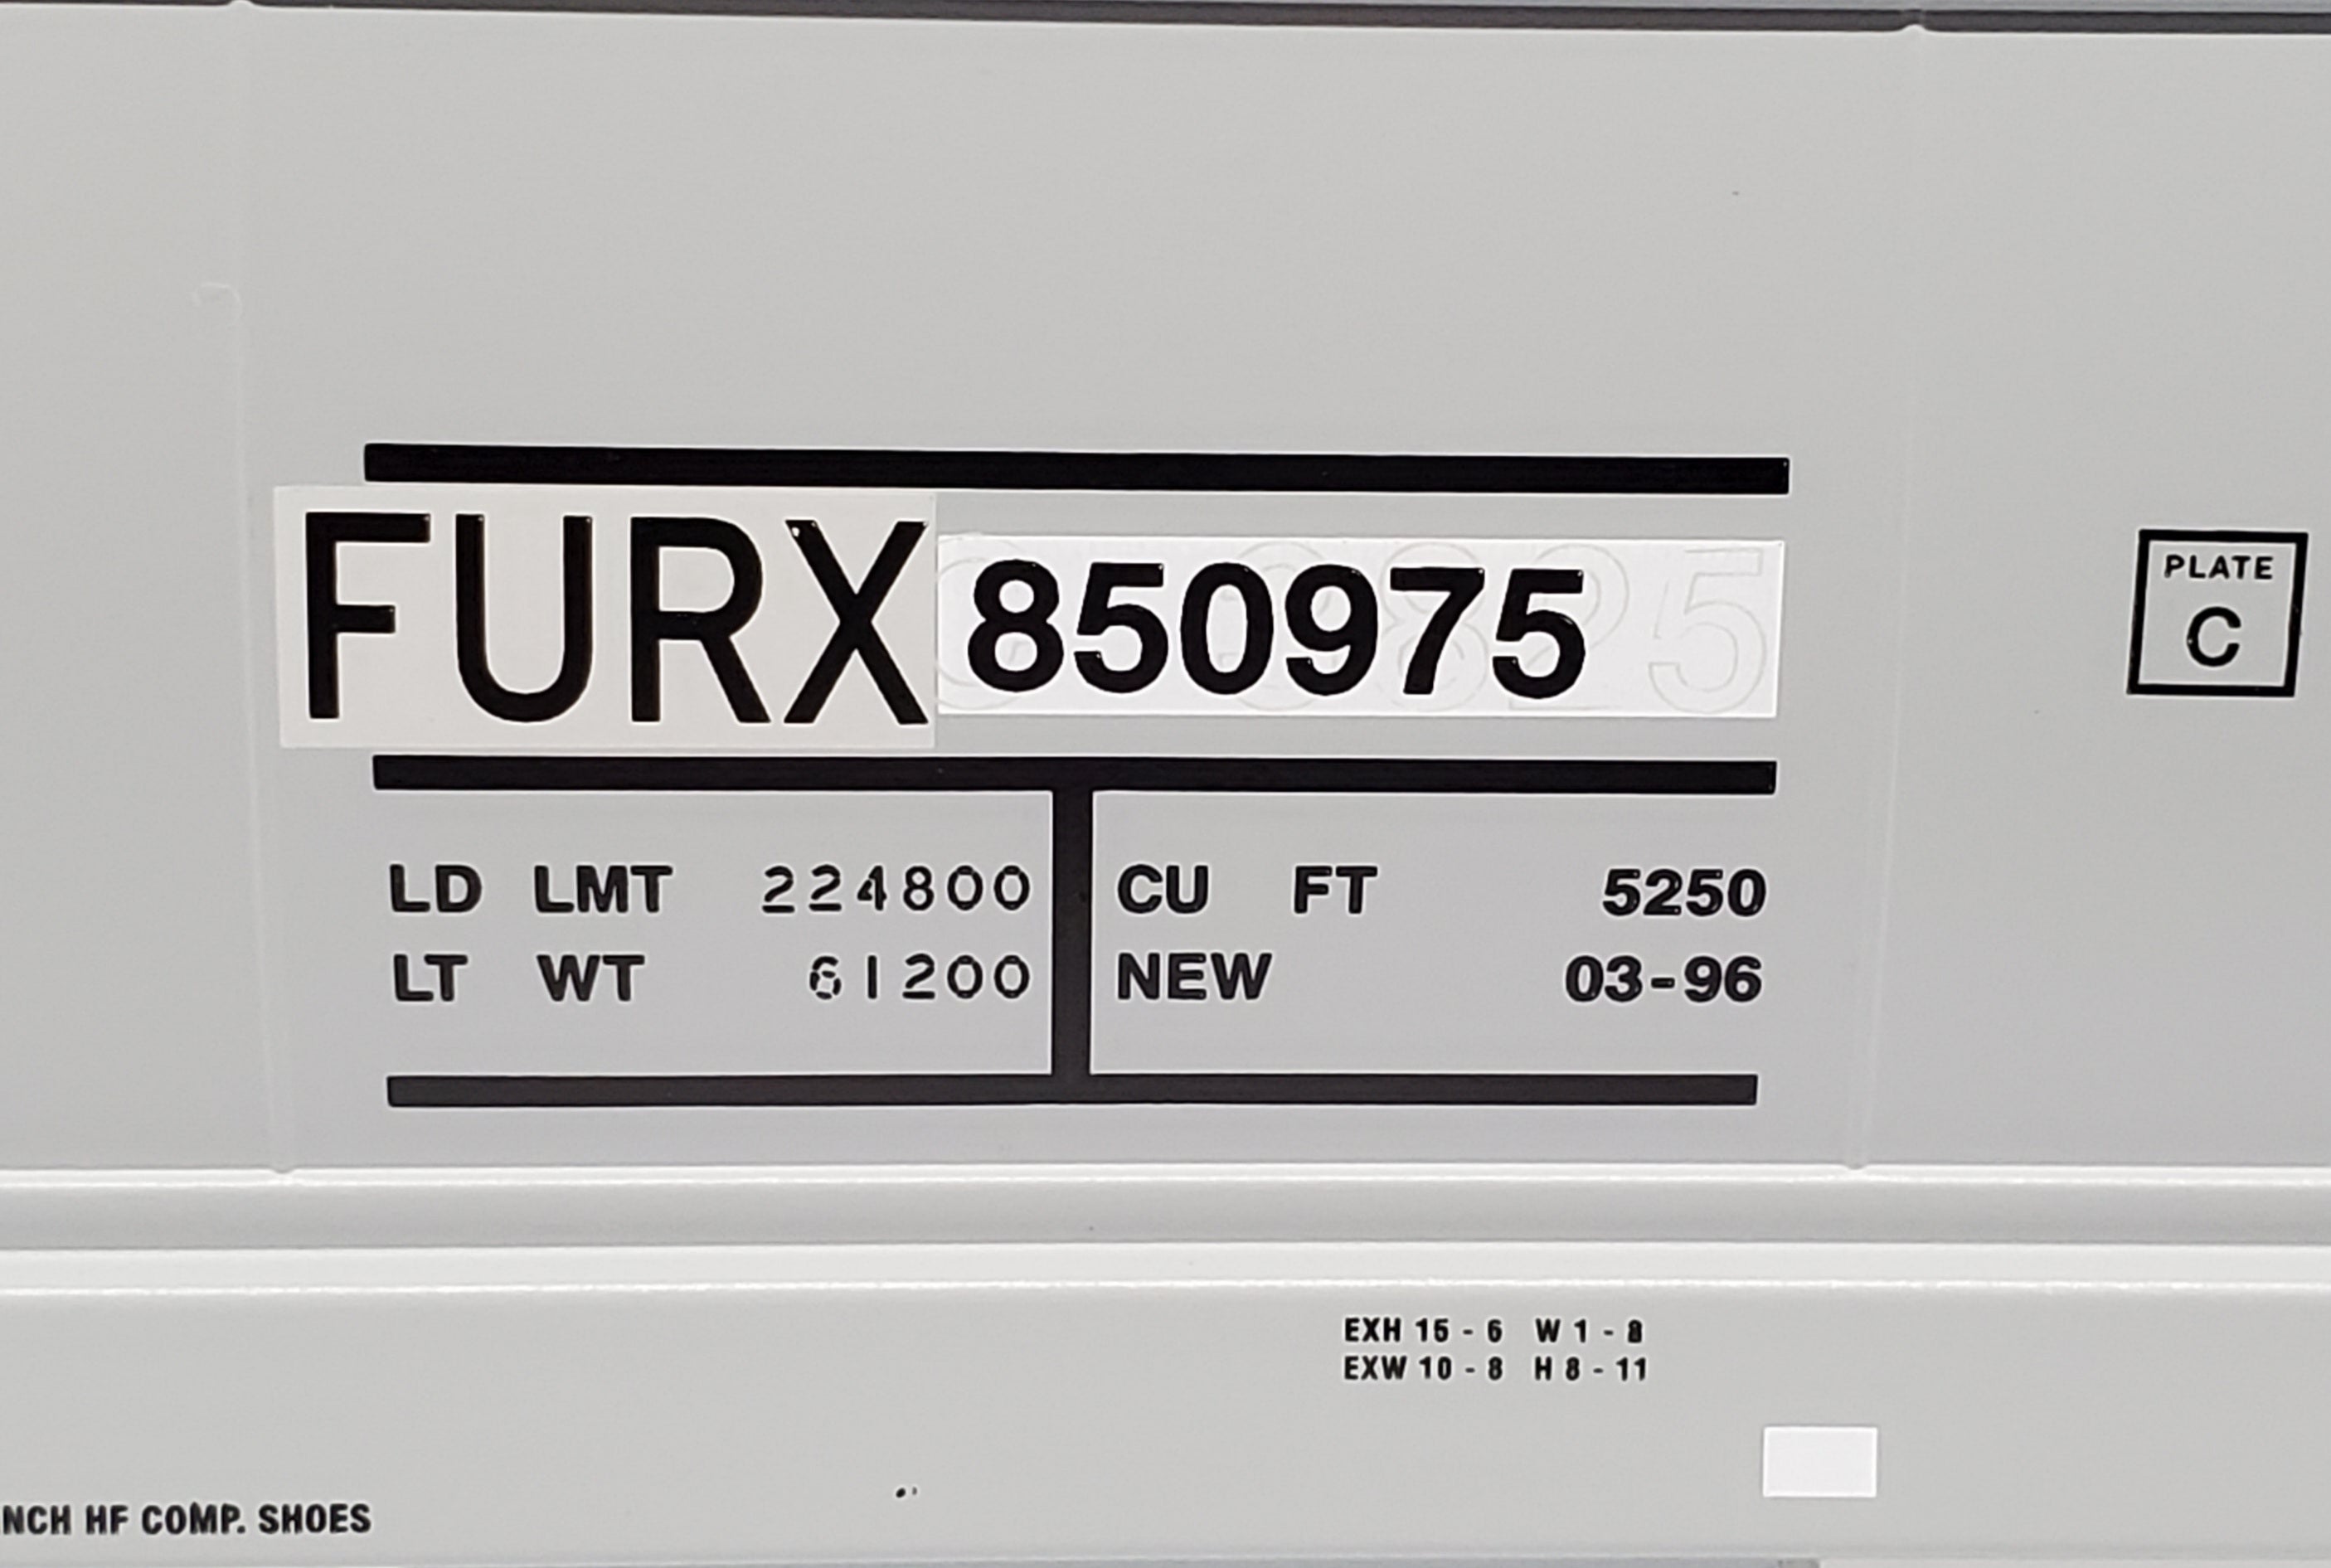 FURX 850975
PLATE
C
LD LMT 224800
LT WT 61200
CU FT 5250
NEW 03-96
EXH 15 - 6 W 1 - 8
EXW 10 - 8 H 8 - 11
NCH HF COMP. SHOES